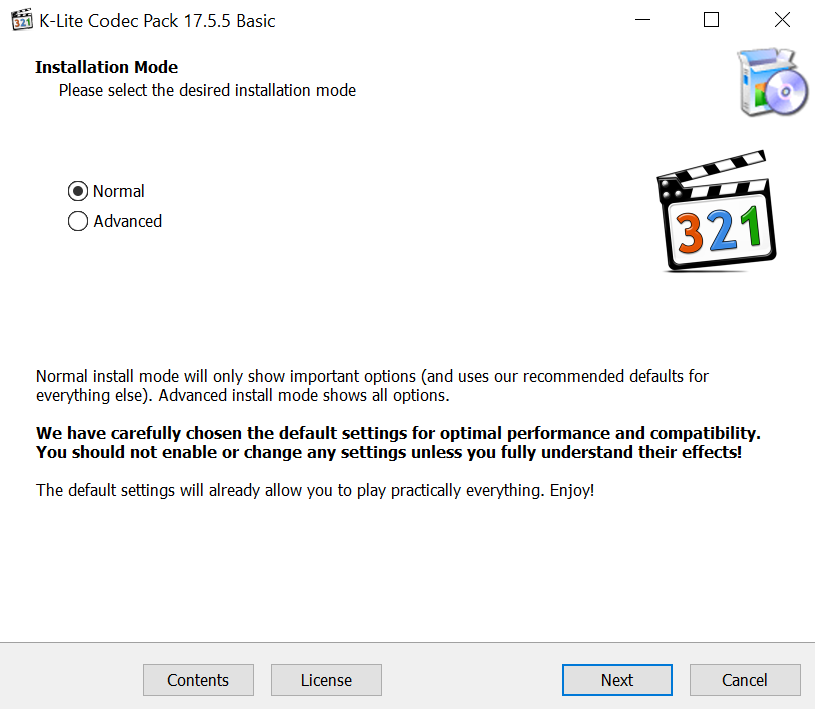 K-Lite Codec Pack 17.5.5 Basic
Installation Mode
Please select the desired installation mode
Normal
Advanced
321
Normal install mode will only show important options (and uses our recommended defaults for
everything else). Advanced install mode shows all options.
We have carefully chosen the default settings for optimal performance and compatibility.
You should not enable or change any settings unless you fully understand their effects!
The default settings will already allow you to play practically everything. Enjoy!
Contents
License
Next
Cancel